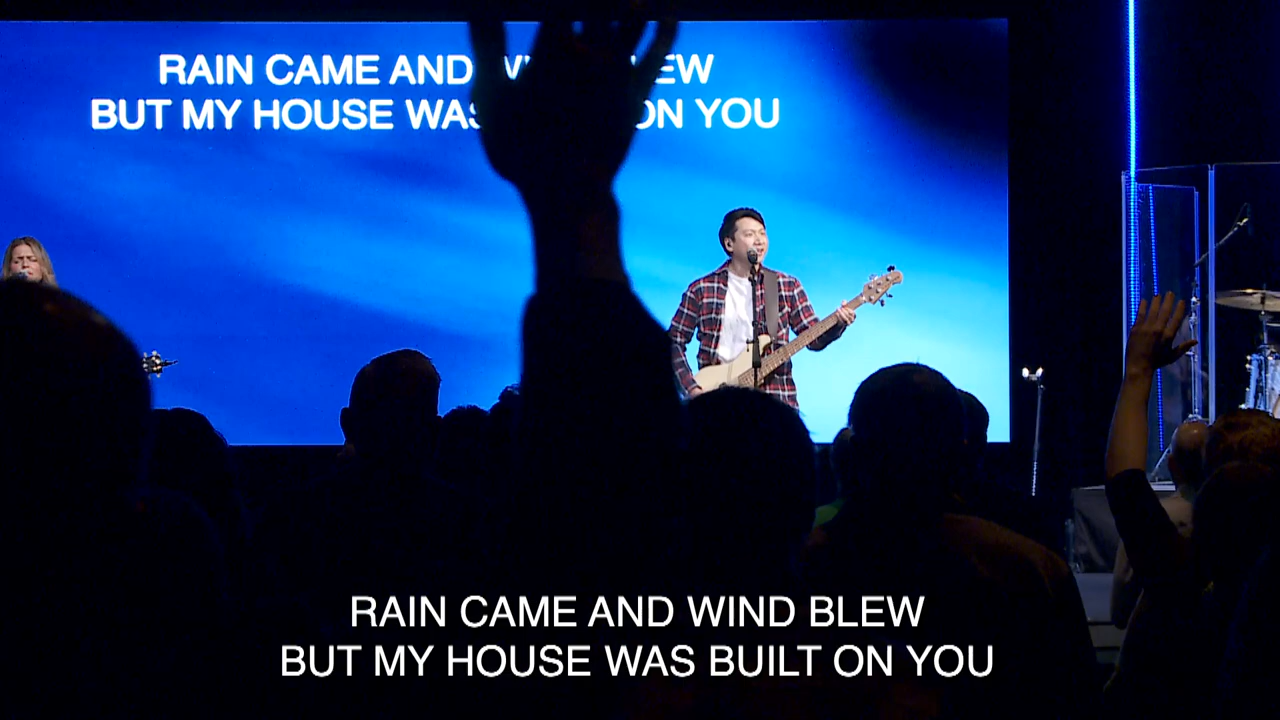 RAIN CAME AND WI BLEW
BUT MY HOUSE WAS ON YOU
RAIN CAME AND WIND BLEW
BUT MY HOUSE WAS BUILT ON YOU